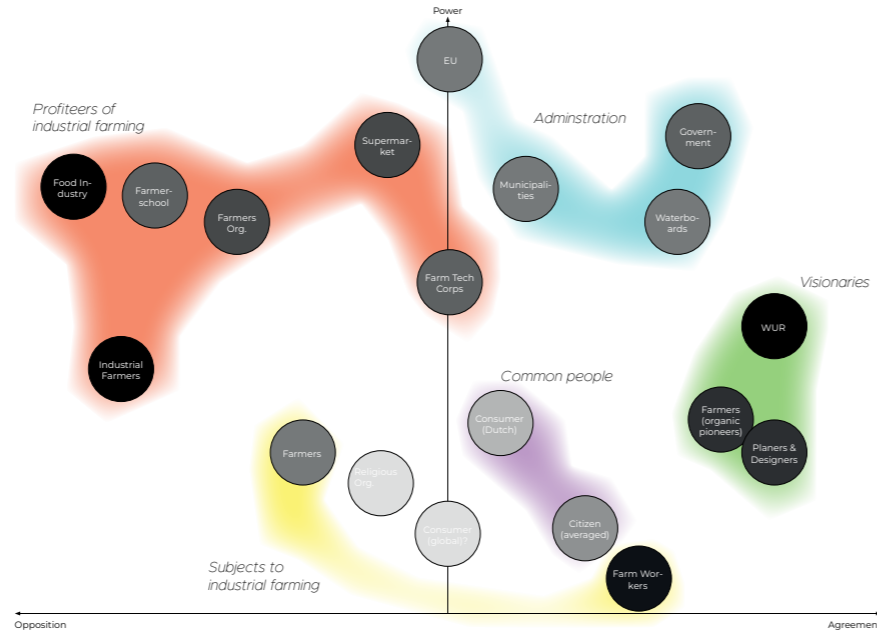 Power
EU
Profiteers of
industrial farming
Adminstration
Supermar-
ket
Govern-
ment
Food In-
dustry
Farmer-
school
Municipali-
ties
Farmers
Org.
Waterbo-
ards
Farm Tech
Corps
Visionaries
WUR
Industrial
Farmers
Common people
Consumer
(Dutch)
Farmers
(organic
pioneers)
Planers &
Designers
Farmers
Religious
Org.
Consumer
(global)?
Citizen
(averaged)
Subjects to
industrial farming
Farm Wor-
kers
Opposition
Agreemen